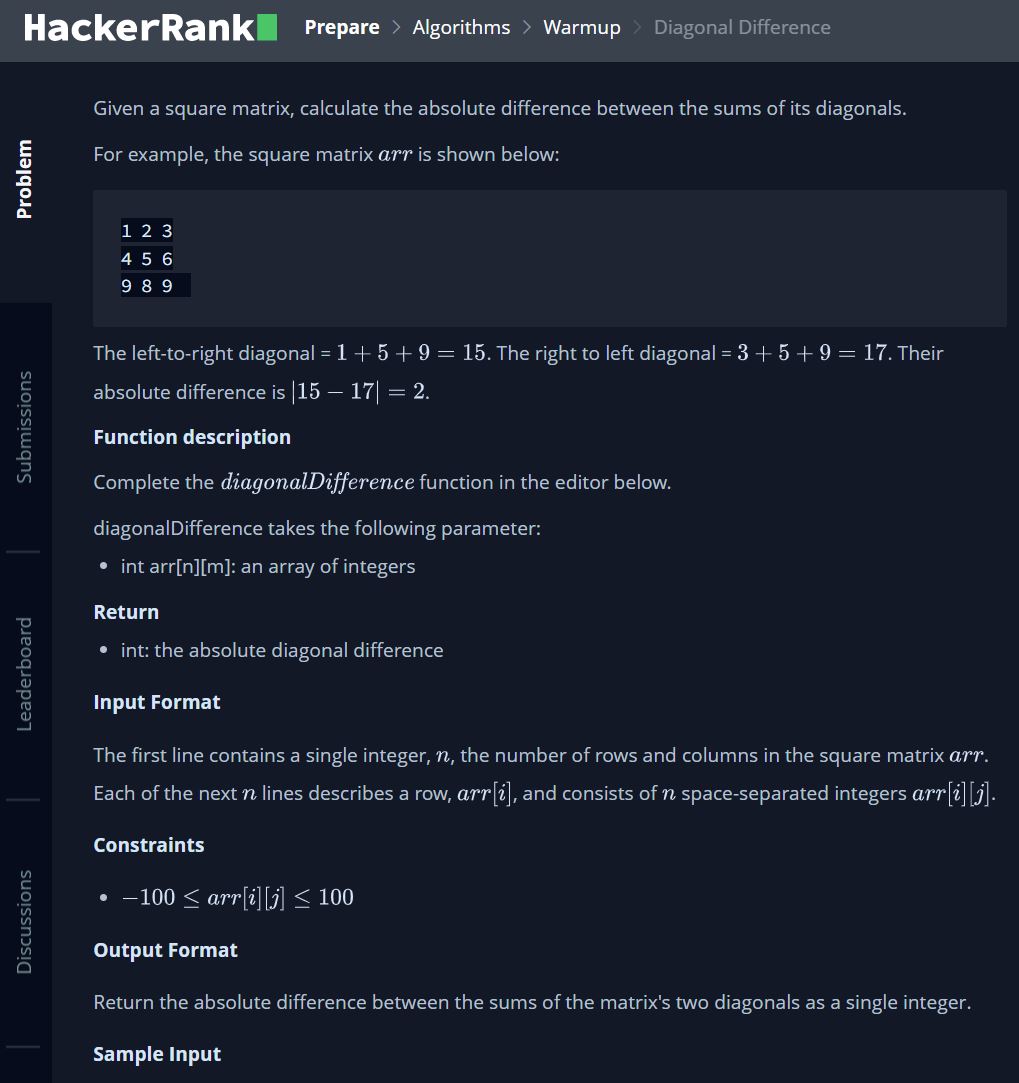 HackerRank
Prepare > Algorithms > Warmup > Diagonal Difference
Problem
Submissions
Leaderboard
Discussions
Given a square matrix, calculate the absolute difference between the sums of its diagonals.
For example, the square matrix arr is shown below:
1 2 3
4 5 6
9 8 9
The left-to-right diagonal = 1 + 5 + 9 = 15. The right to left diagonal = 3 + 5 + 9 = 17. Their
absolute difference is |15 − 17| = 2.
Function description
Complete the diagonalDifference function in the editor below.
diagonalDifference takes the following parameter:
• int arr[n][m]: an array of integers
Return
• int: the absolute diagonal difference
Input Format
The first line contains a single integer, n, the number of rows and columns in the square matrix arr.
Each of the next n lines describes a row, arr[i], and consists of n space-separated integers arr[i][j].
Constraints
• −100 ≤ arr[i][j] ≤ 100
Output Format
Return the absolute difference between the sums of the matrix's two diagonals as a single integer.
Sample Input